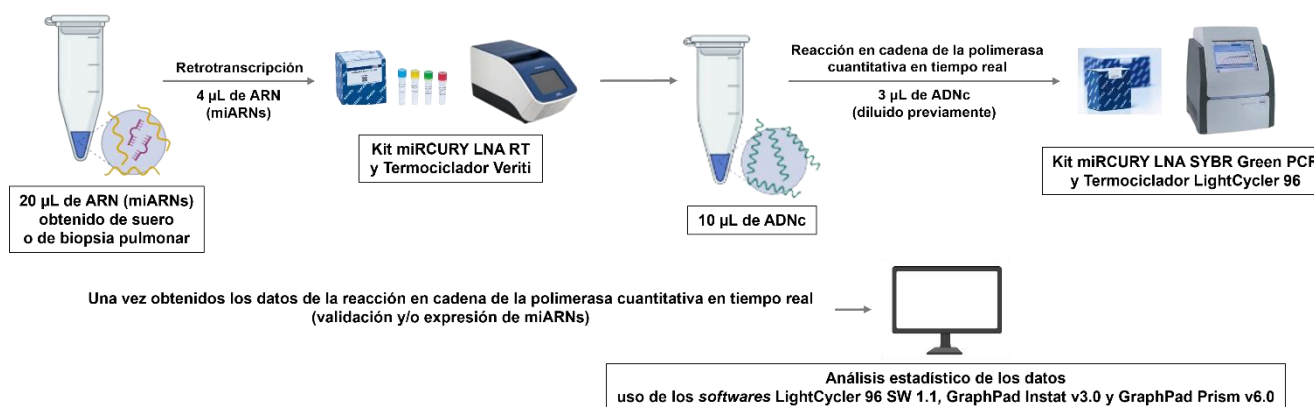 Retrotranscripción
4 µL de ARN
(miARNs)
Kit miRCURY LNA RT
y Termociclador Veriti
20 µL de ARN (miARNs)
obtenido de suero
o de biopsia pulmonar
10 µL de ADNc
Reacción en cadena de la polimerasa
cuantitativa en tiempo real
3 µL de ADNc
(diluido previamente)
Kit miRCURY LNA SYBR Green PCR
y Termociclador LightCycler 96
Una vez obtenidos los datos de la reacción en cadena de la polimerasa cuantitativa en tiempo real
(validación y/o expresión de miARNs)
Análisis estadístico de los datos
uso de los softwares LightCycler 96 SW 1.1, GraphPad Instat v3.0 y GraphPad Prism v6.0